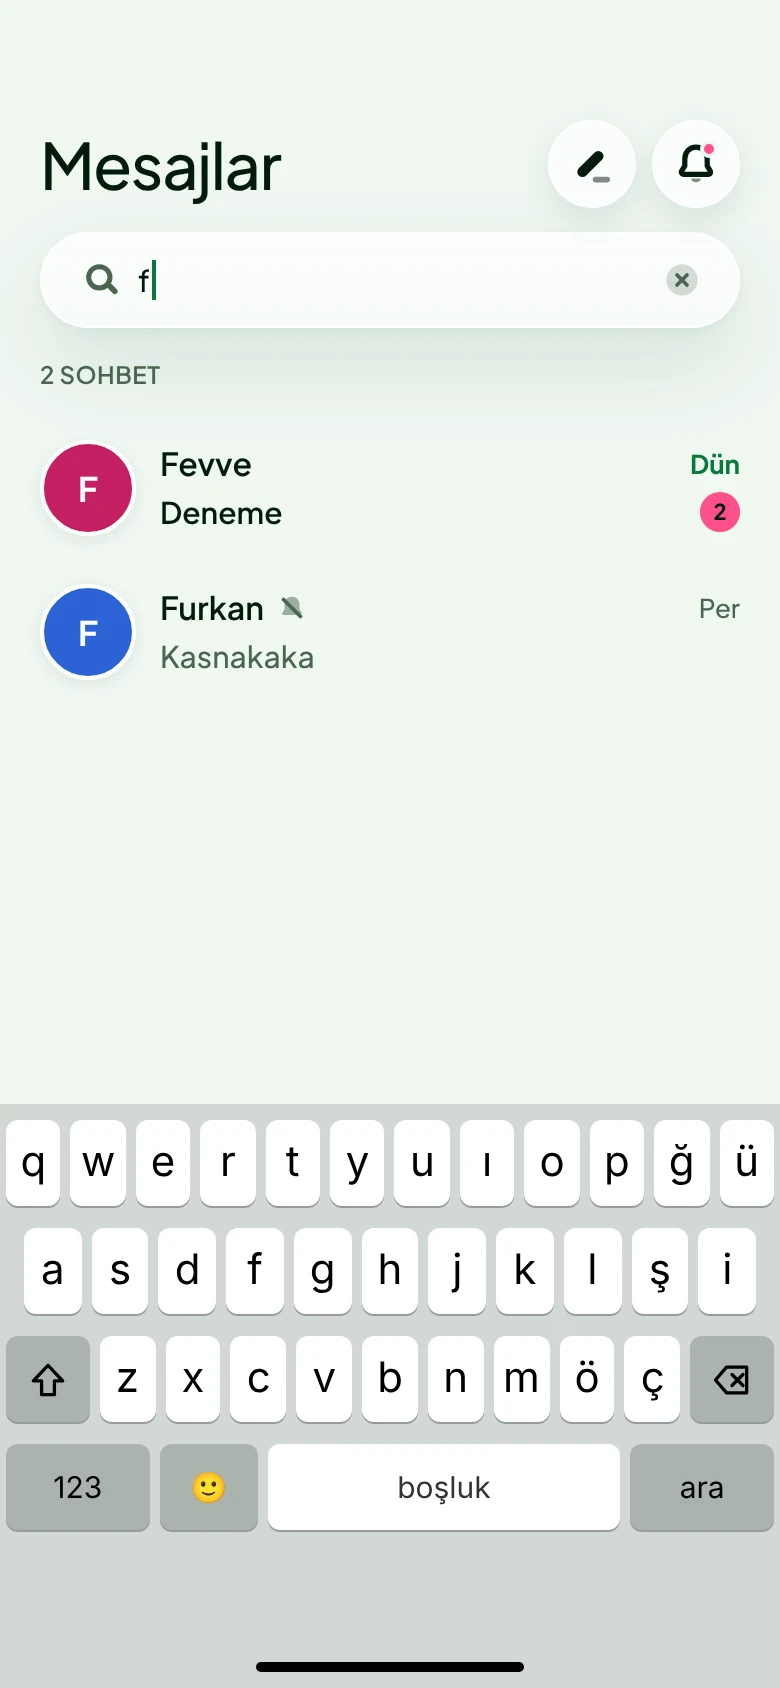 Mesajlar
f
2 SOHBET
F Fevve Dün
Deneme 2
F Furkan Per
Kasnakaka
q w e r t y u ı o p ğ ü
a s d f g h j k l ş i
z x c v b n m ö ç
123 boşluk ara